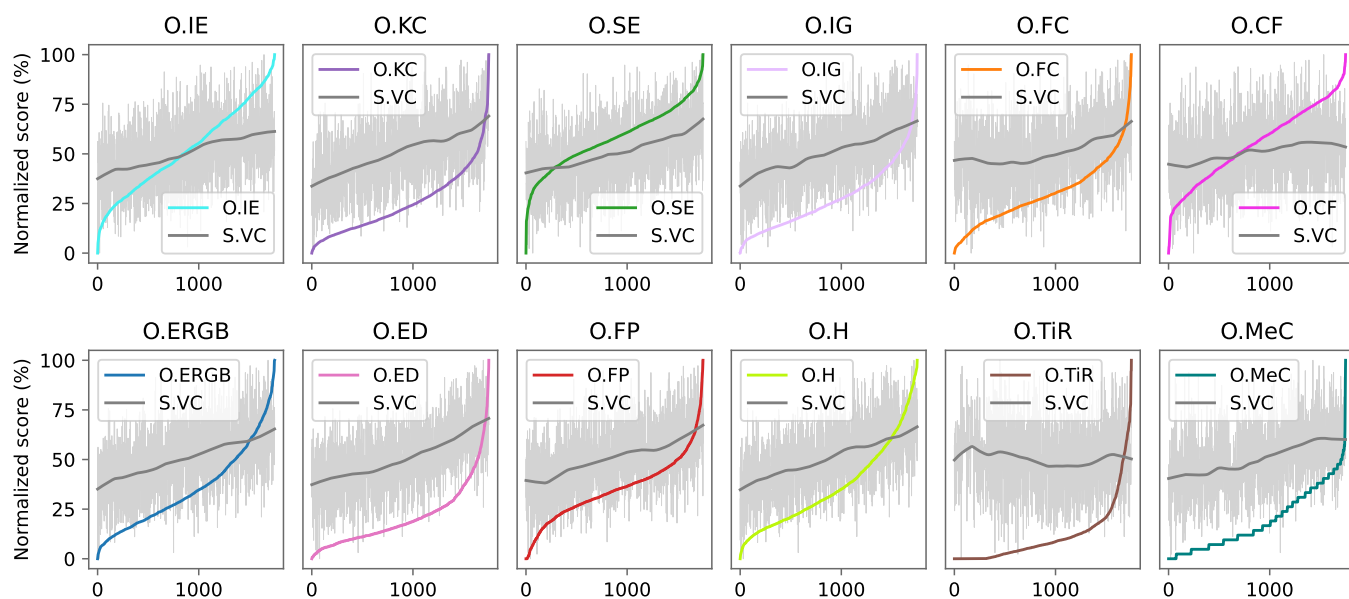 O.IE O.KC O.SE O.IG O.FC O.CF
Normalized score (%)
100
75
50
25
0
O.IE
S.VC
O.KC
S.VC
O.SE
S.VC
O.IG
S.VC
O.FC
S.VC
O.CF
S.VC
0 1000 0 1000 0 1000 0 1000 0 1000 0 1000
O.ERGB O.ED O.FP O.H O.TiR O.MeC
Normalized score (%)
100
75
50
25
0
O.ERGB
S.VC
O.ED
S.VC
O.FP
S.VC
O.H
S.VC
O.TiR
S.VC
O.MeC
S.VC
0 1000 0 1000 0 1000 0 1000 0 1000 0 1000